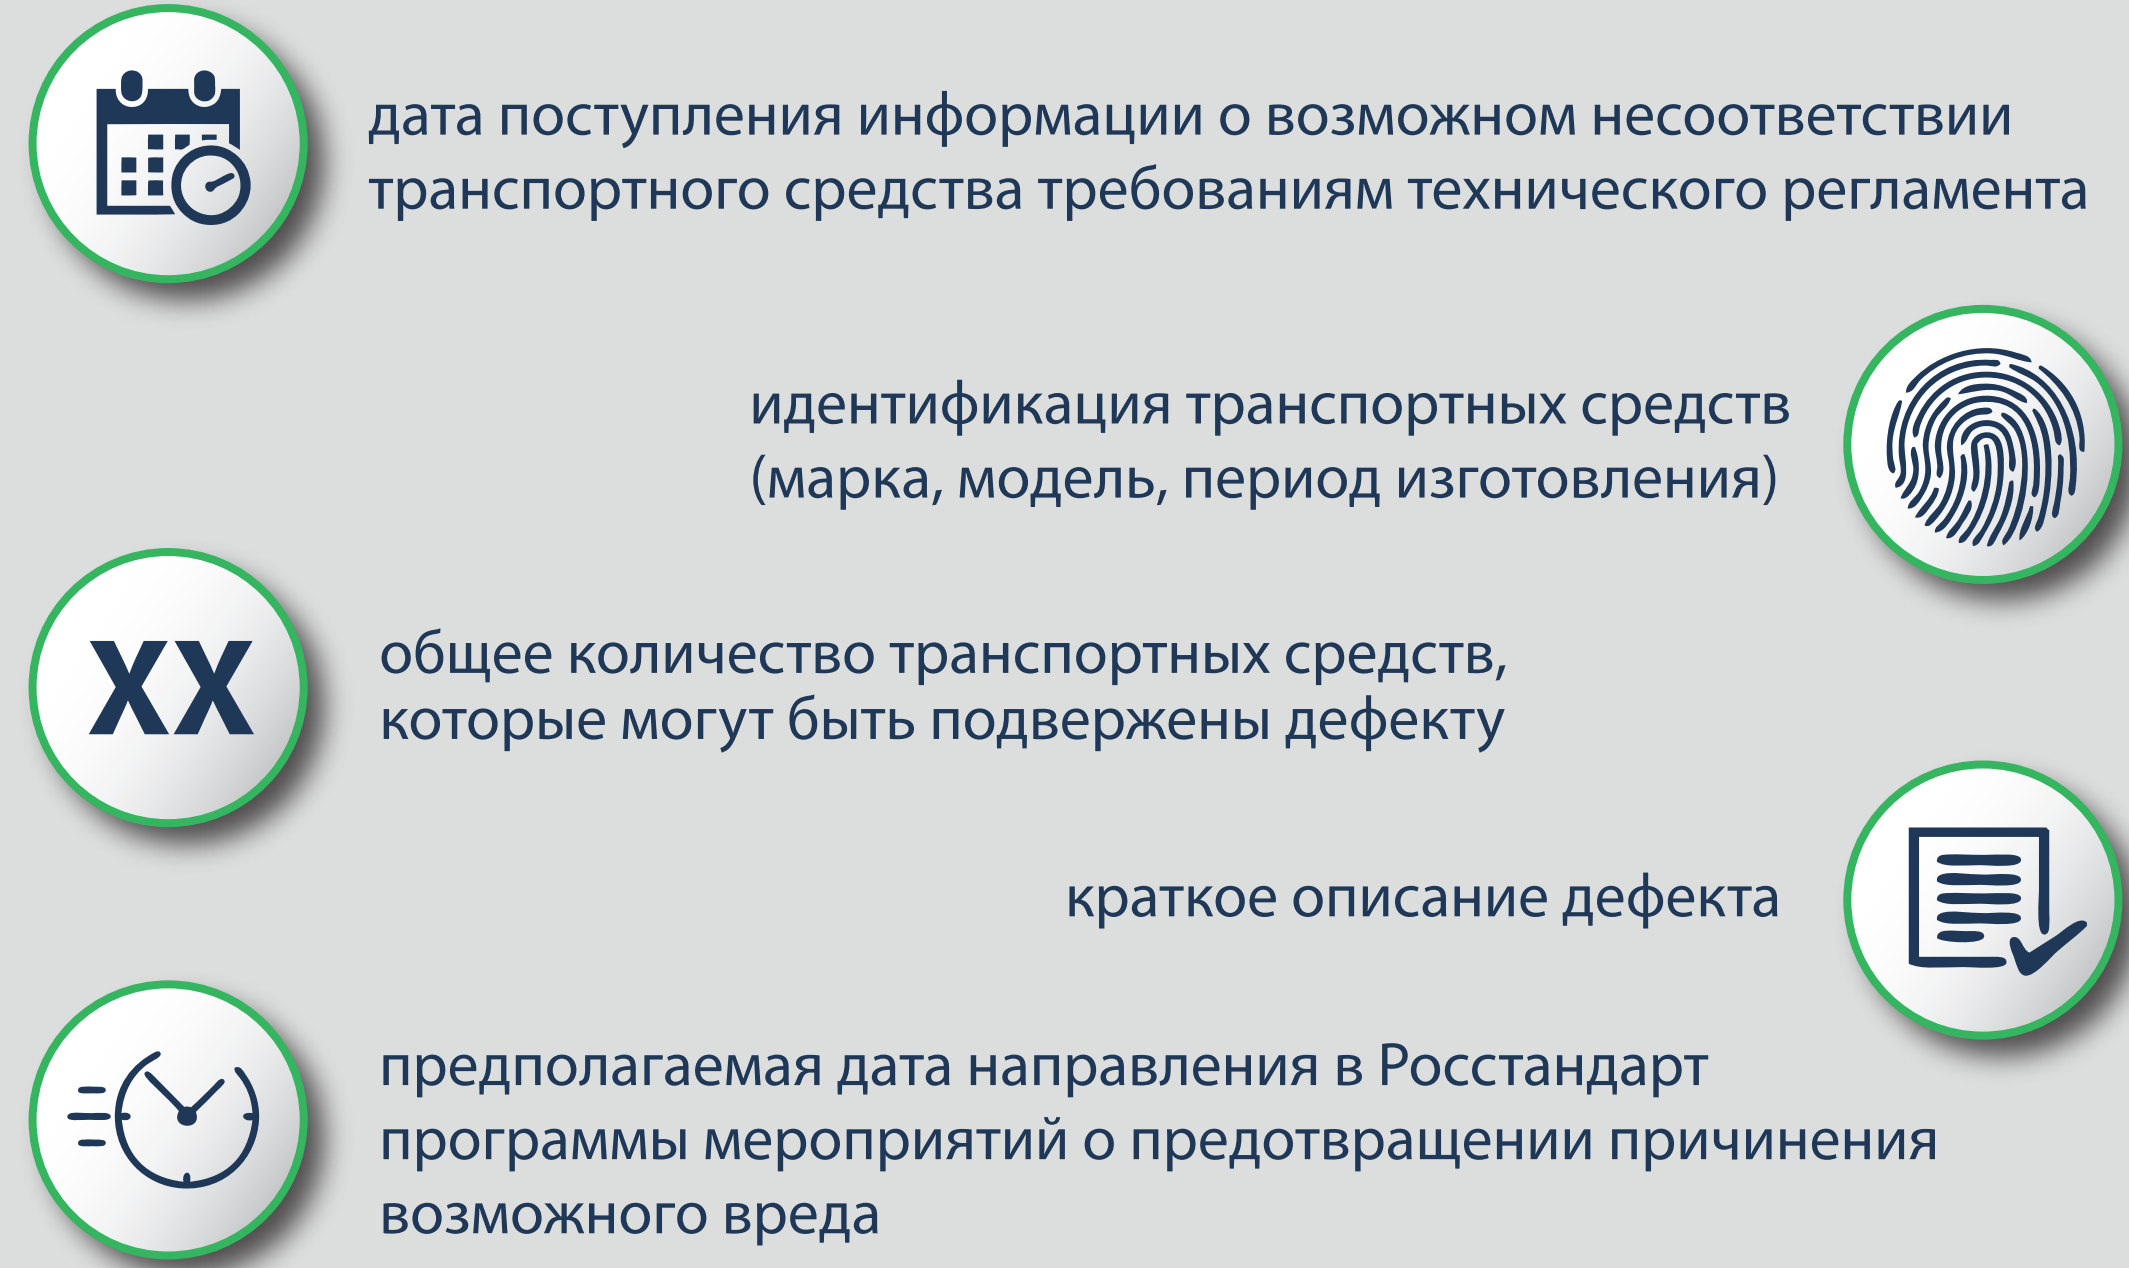 дата поступления информации о возможном несоответствии
транспортного средства требованиям технического регламента
идентификация транспортных средств
(марка, модель, период изготовления)
XX
общее количество транспортных средств,
которые могут быть подвержены дефекту
краткое описание дефекта
предполагаемая дата направления в Росстандарт
программы мероприятий о предотвращении причинения
возможного вреда